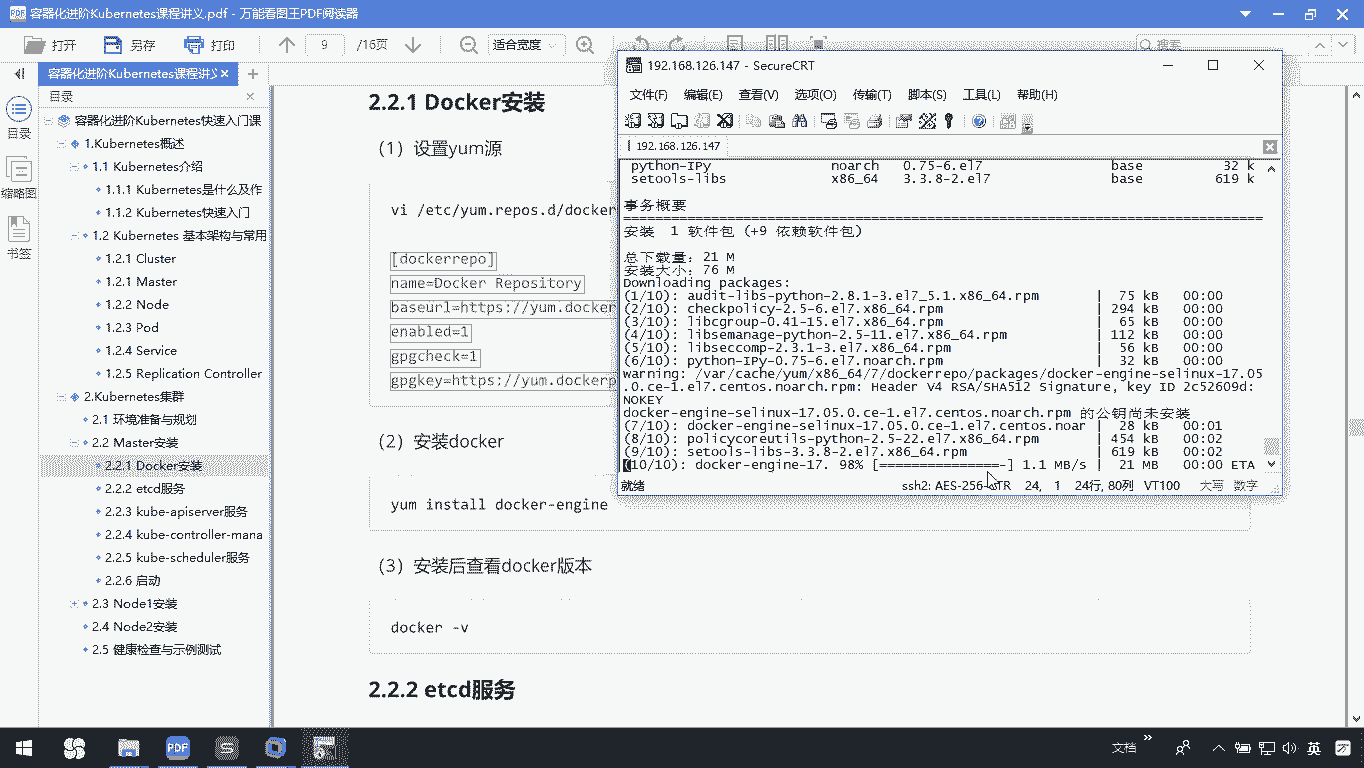 容器化进阶Kubernetes课程讲义.pdf - 万能看图王PDF阅读器
打开 另存 打印 9 /16页 适合宽度 搜索
容器化进阶Kubernetes课程讲义
目录
目录
缩略图
书签
容器化进阶Kubernetes快速入门课
1.Kubernetes概述
1.1 Kubernetes介绍
1.1.1 Kubernetes是什么及作
1.1.2 Kubernetes快速入门
1.2 Kubernetes 基本架构与常用
1.2.1 Cluster
1.2.1 Master
1.2.2 Node
1.2.3 Pod
1.2.4 Service
1.2.5 Replication Controller
2.Kubernetes集群
2.1 环境准备与规划
2.2 Master安装
2.2.1 Docker安装
2.2.2 etcd服务
2.2.3 kube-apiserver服务
2.2.4 kube-controller-mana
2.2.5 kube-scheduler服务
2.2.6 启动
2.3 Node1安装
2.4 Node2安装
2.5 健康检查与示例测试
2.2.1 Docker安装
（1）设置yum源
vi /etc/yum.repos.d/docker
[dockerrepo]
name=Docker Repository
baseurl=https://yum.docker
enabled=1
gpgcheck=1
gpgkey=https://yum.dockerp
（2）安装docker
yum install docker-engine
（3）安装后查看docker版本
docker -v
2.2.2 etcd服务
192.168.126.147 - SecureCRT
文件(F) 编辑(E) 查看(V) 选项(O) 传输(T) 脚本(S) 工具(L) 帮助(H)
192.168.126.147
python-IPy noarch 0.75-6.el7 base 32 k
setools-libs x86_64 3.3.8-2.el7 base 619 k
事务概要
================================================================================
安装 1 软件包 (+9 依赖软件包)
总下载量：21 M
安装大小：76 M
Downloading packages:
(1/10): audit-libs-python-2.8.1-3.el7_5.1.x86_64.rpm | 75 kB 00:00
(2/10): checkpolicy-2.5-6.el7.x86_64.rpm | 294 kB 00:00
(3/10): libcgroup-0.41-15.el7.x86_64.rpm | 65 kB 00:00
(4/10): libsemanage-python-2.5-11.el7.x86_64.rpm | 112 kB 00:00
(5/10): libseccomp-2.3.1-3.el7.x86_64.rpm | 56 kB 00:00
(6/10): python-IPy-0.75-6.el7.noarch.rpm | 32 kB 00:00
warning: /var/cache/yum/x86_64/7/dockerrepo/packages/docker-engine-selinux-17.05
.0.ce-1.el7.centos.noarch.rpm: Header V4 RSA/SHA512 Signature, key ID 2c52609d:
NOKEY
docker-engine-selinux-17.05.0.ce-1.el7.centos.noarch.rpm 的公钥尚未安装
(7/10): docker-engine-selinux-17.05.0.ce-1.el7.centos.noar | 28 kB 00:01
(8/10): policycoreutils-python-2.5-22.el7.x86_64.rpm | 454 kB 00:02
(9/10): setools-libs-3.3.8-2.el7.x86_64.rpm | 619 kB 00:02
(10/10): docker-engine-17. 98% [===============-] 1.1 MB/s | 21 MB 00:00 ETA
就绪 ssh2: AES-256-CTR 24, 1 24行, 80列 VT100 大写 数字
文档 英